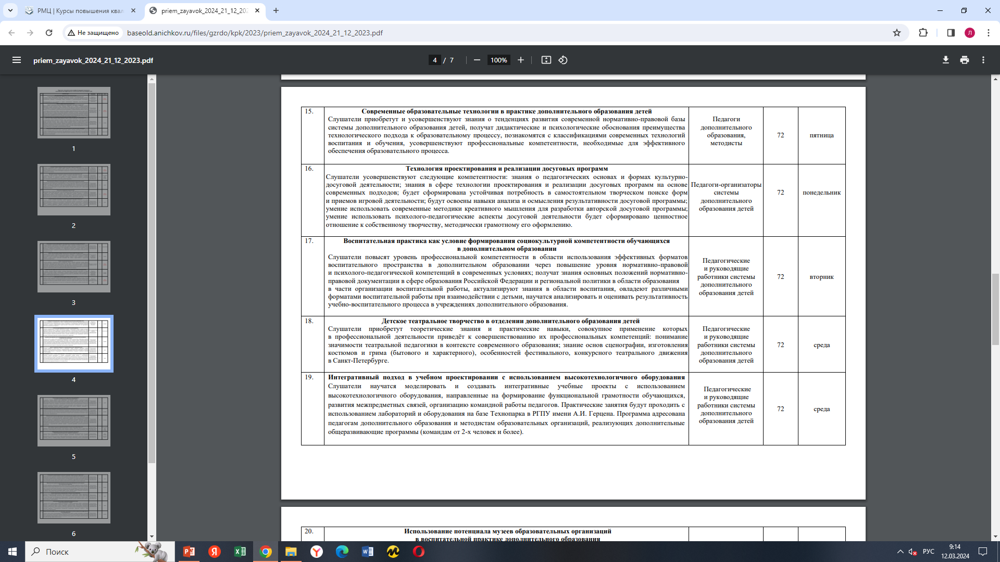 РМЦ | Курсы повышения квал
priem_zayavok_2024_21_12_202
Не защищено
baseold.anichkov.ru/files/gzrdo/kpk/2023/priem_zayavok_2024_21_12_2023.pdf
Л
priem_zayavok_2024_21_12_2023.pdf
4 / 7
100%
1
2
3
4
5
6
15.
Современные образовательные технологии в практике дополнительного образования детей
Слушатели приобретут и усовершенствуют знания о тенденциях развития современной нормативно-правовой базы
системы дополнительного образования детей, получат дидактические и психологические обоснования преимущества
технологического подхода к образовательному процессу, познакомятся с классификациями современных технологий
воспитания и обучения, усовершенствуют профессиональные компетентности, необходимые для эффективного
обеспечения образовательного процесса.
Педагоги
дополнительного
образования,
методисты
72
пятница
16.
Технология проектирования и реализации досуговых программ
Слушатели усовершенствуют следующие компетентности: знания о педагогических основах и формах культурно-
досуговой деятельности; знания в сфере технологии проектирования и реализации досуговых программ на основе
современных подходов; будет сформирована устойчивая потребность в самостоятельном творческом поиске форм
и приемов игровой деятельности; будут освоены навыки анализа и осмысления результативности досуговой программы;
умение использовать современные методики креативного мышления для разработки авторской досуговой программы;
умение использовать психолого-педагогические аспекты досуговой деятельности будет сформировано ценностное
отношение к собственному творчеству, методически грамотному его оформлению.
Педагоги-организаторы
системы
дополнительного
образования детей
72
понедельник
17.
Воспитательная практика как условие формирования социокультурной компетентности обучающихся
в дополнительном образовании
Слушатели повысят уровень профессиональной компетентности в области использования эффективных форматов
воспитательного пространства в дополнительном образовании через повышение уровня нормативно-правовой
и психолого-педагогической компетенций в современных условиях; получат знания основных положений нормативно-
правовой документации в сфере образования Российской Федерации и региональной политики в области образования
в части организации воспитательной работы, актуализируют знания в области воспитания, овладеют различными
форматами воспитательной работы при взаимодействии с детьми, научатся анализировать и оценивать результативность
учебно-воспитательного процесса в учреждениях дополнительного образования.
Педагогические
и руководящие
работники системы
дополнительного
образования детей
72
вторник
18.
Детское театральное творчество в отделении дополнительного образования детей
Слушатели приобретут теоретические знания и практические навыки, совокупное применение которых
в профессиональной деятельности приведёт к совершенствованию их профессиональных компетенций: понимание
значимости театральной педагогики в контексте современного образования; знание основ сценографии, изготовления
костюмов и грима (бытового и характерного), особенностей фестивального, конкурсного театрального движения
в Санкт-Петербурге.
Педагогические
и руководящие
работники системы
дополнительного
образования детей
72
среда
19.
Интегративный подход в учебном проектировании с использованием высокотехнологичного оборудования
Слушатели научатся моделировать и создавать интегративные учебные проекты с использованием
высокотехнологичного оборудования, направленные на формирование функциональной грамотности обучающихся,
развития межпредметных связей, организацию командной работы педагогов. Практические занятия будут проходить с
использованием лабораторий и оборудования на базе Технопарка в РГПУ имени А.И. Герцена. Программа адресована
педагогам дополнительного образования и методистам образовательных организаций, реализующих дополнительные
общеразвивающие программы (командам от 2-х человек и более).
Педагогические
и руководящие
работники системы
дополнительного
образования детей
72
среда
20.
Использование потенциала музеев образовательных организаций
в воспитательной практике дополнительного образования
Поиск
РУС
9:14
12.03.2024